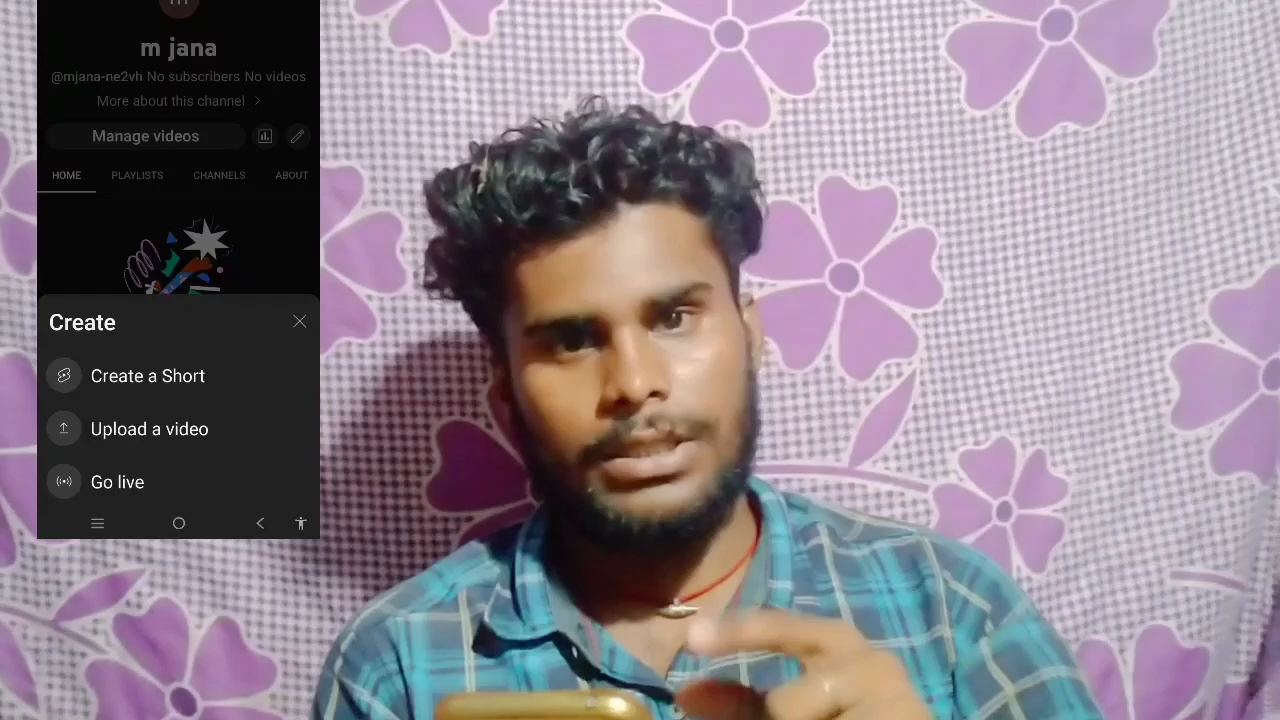 m jana
@mjana-ne2vh No subscribers No videos
More about this channel
Manage videos
HOME PLAYLISTS CHANNELS ABOUT
Create
Create a Short
Upload a video
Go live